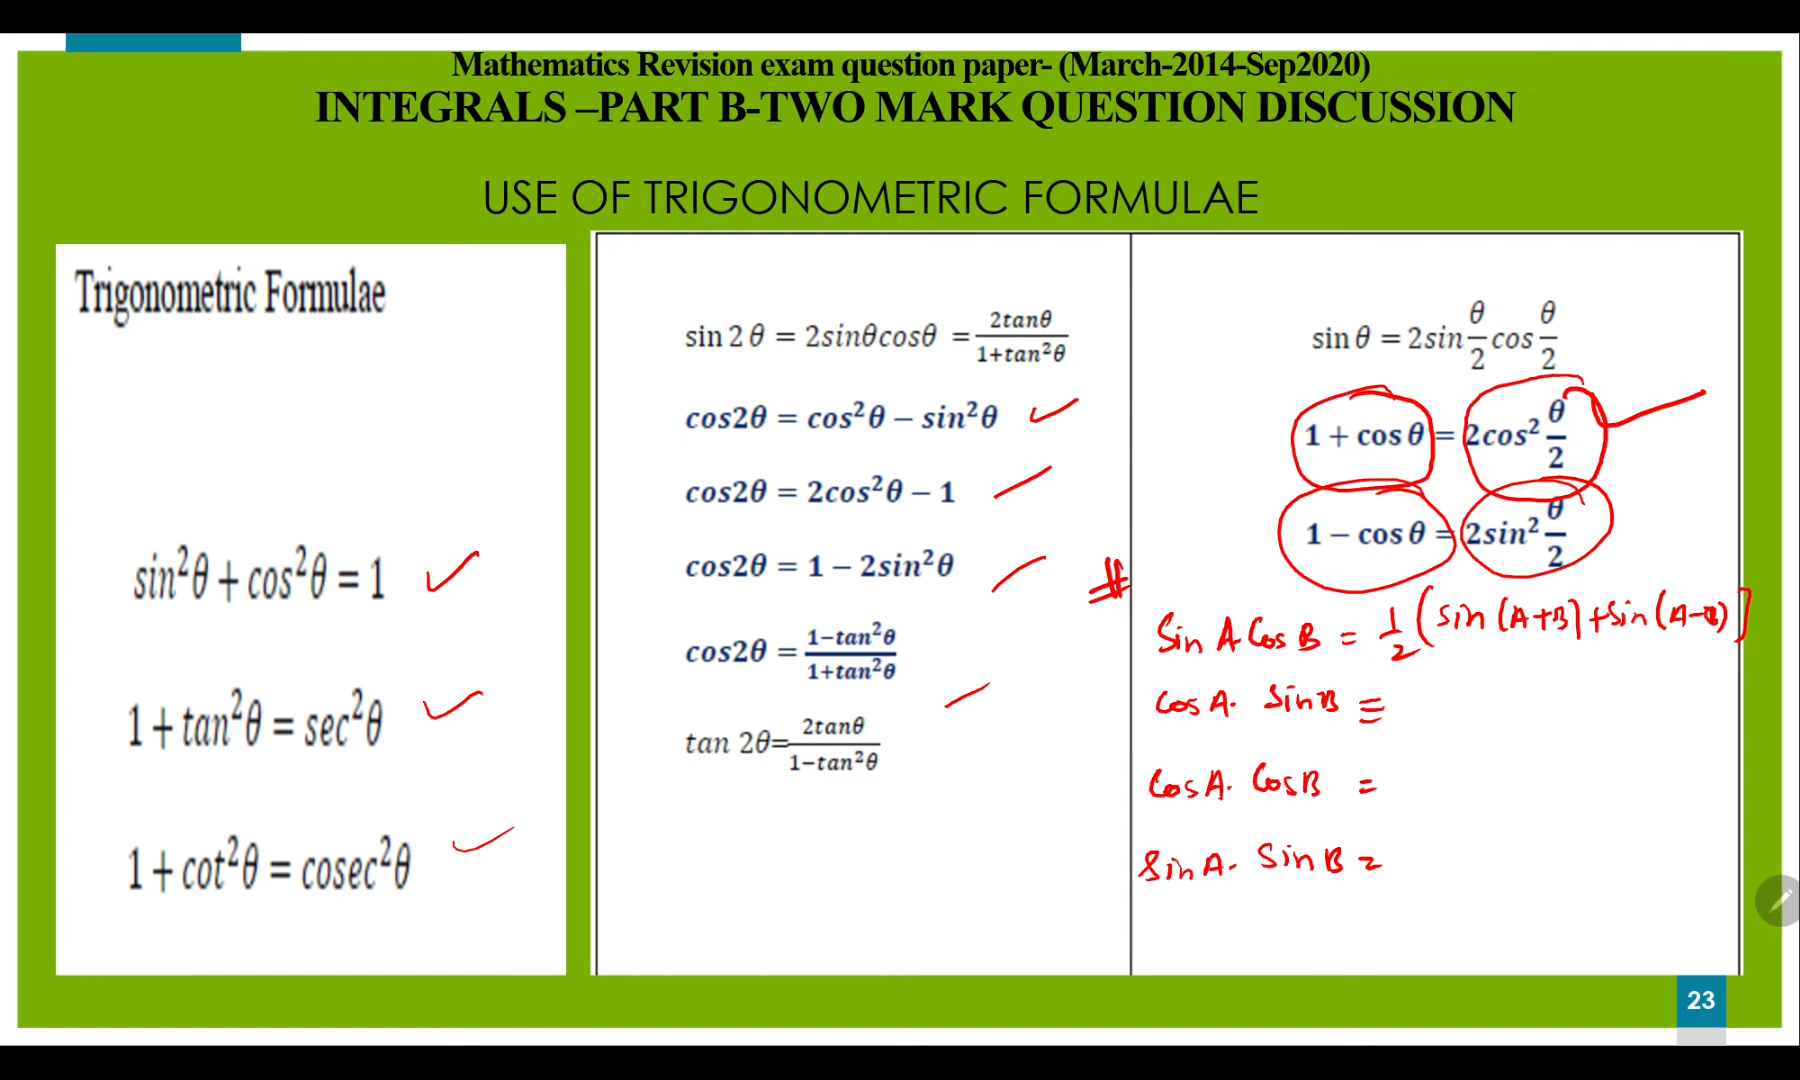 Mathematics Revision exam question paper- (March-2014-Sep2020)
INTEGRALS –PART B-TWO MARK QUESTION DISCUSSION
USE OF TRIGONOMETRIC FORMULAE
Trigonometric Formulae
sin²θ + cos²θ = 1
1 + tan²θ = sec²θ
1 + cot²θ = cosec²θ
sin 2 θ = 2sinθcosθ = 2tanθ/1+tan²θ
cos2θ = cos²θ − sin²θ
cos2θ = 2cos²θ − 1
cos2θ = 1 − 2sin²θ
cos2θ = 1−tan²θ/1+tan²θ
tan 2θ= 2tanθ/1−tan²θ
sin θ = 2sin θ/2 cos θ/2
1 + cos θ = 2cos² θ/2
1 − cos θ = 2sin² θ/2
#
Sin A. Cos B = 1/2 (sin (A+B) + sin (A-B)]
Cos A. Sin B =
Cos A. Cos B =
Sin A. Sin B =
23